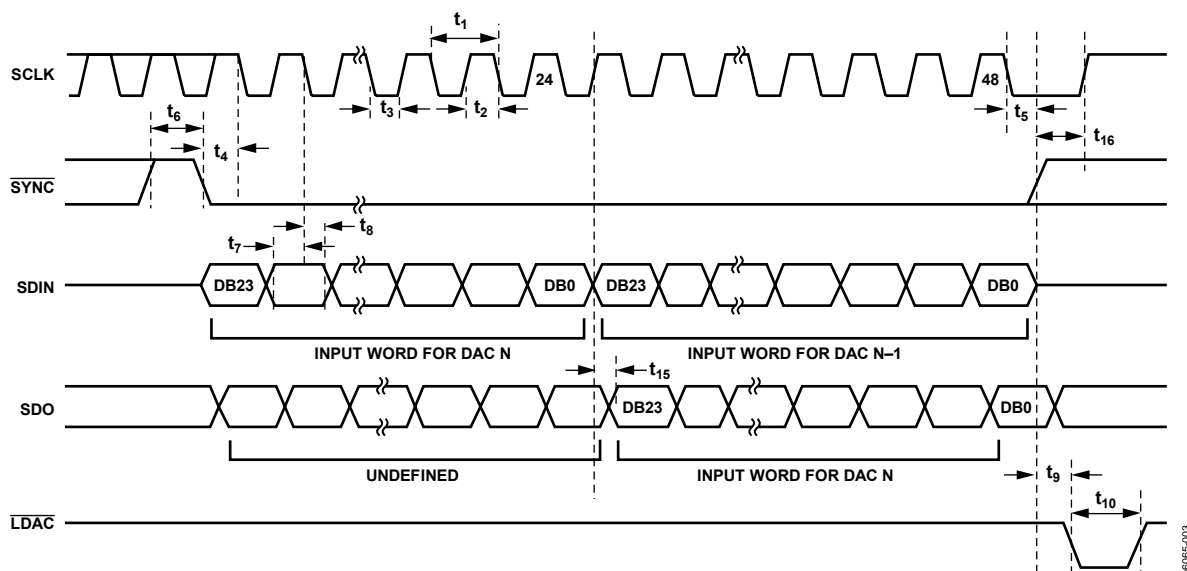 t1
SCLK
24
48
t3
t2
t5
t6
t4
t16
SYNC
t7
t8
SDIN
DB23
DB0
DB23
DB0
INPUT WORD FOR DAC N
INPUT WORD FOR DAC N–1
t15
SDO
DB23
DB0
UNDEFINED
INPUT WORD FOR DAC N
t9
t10
LDAC
06065-003